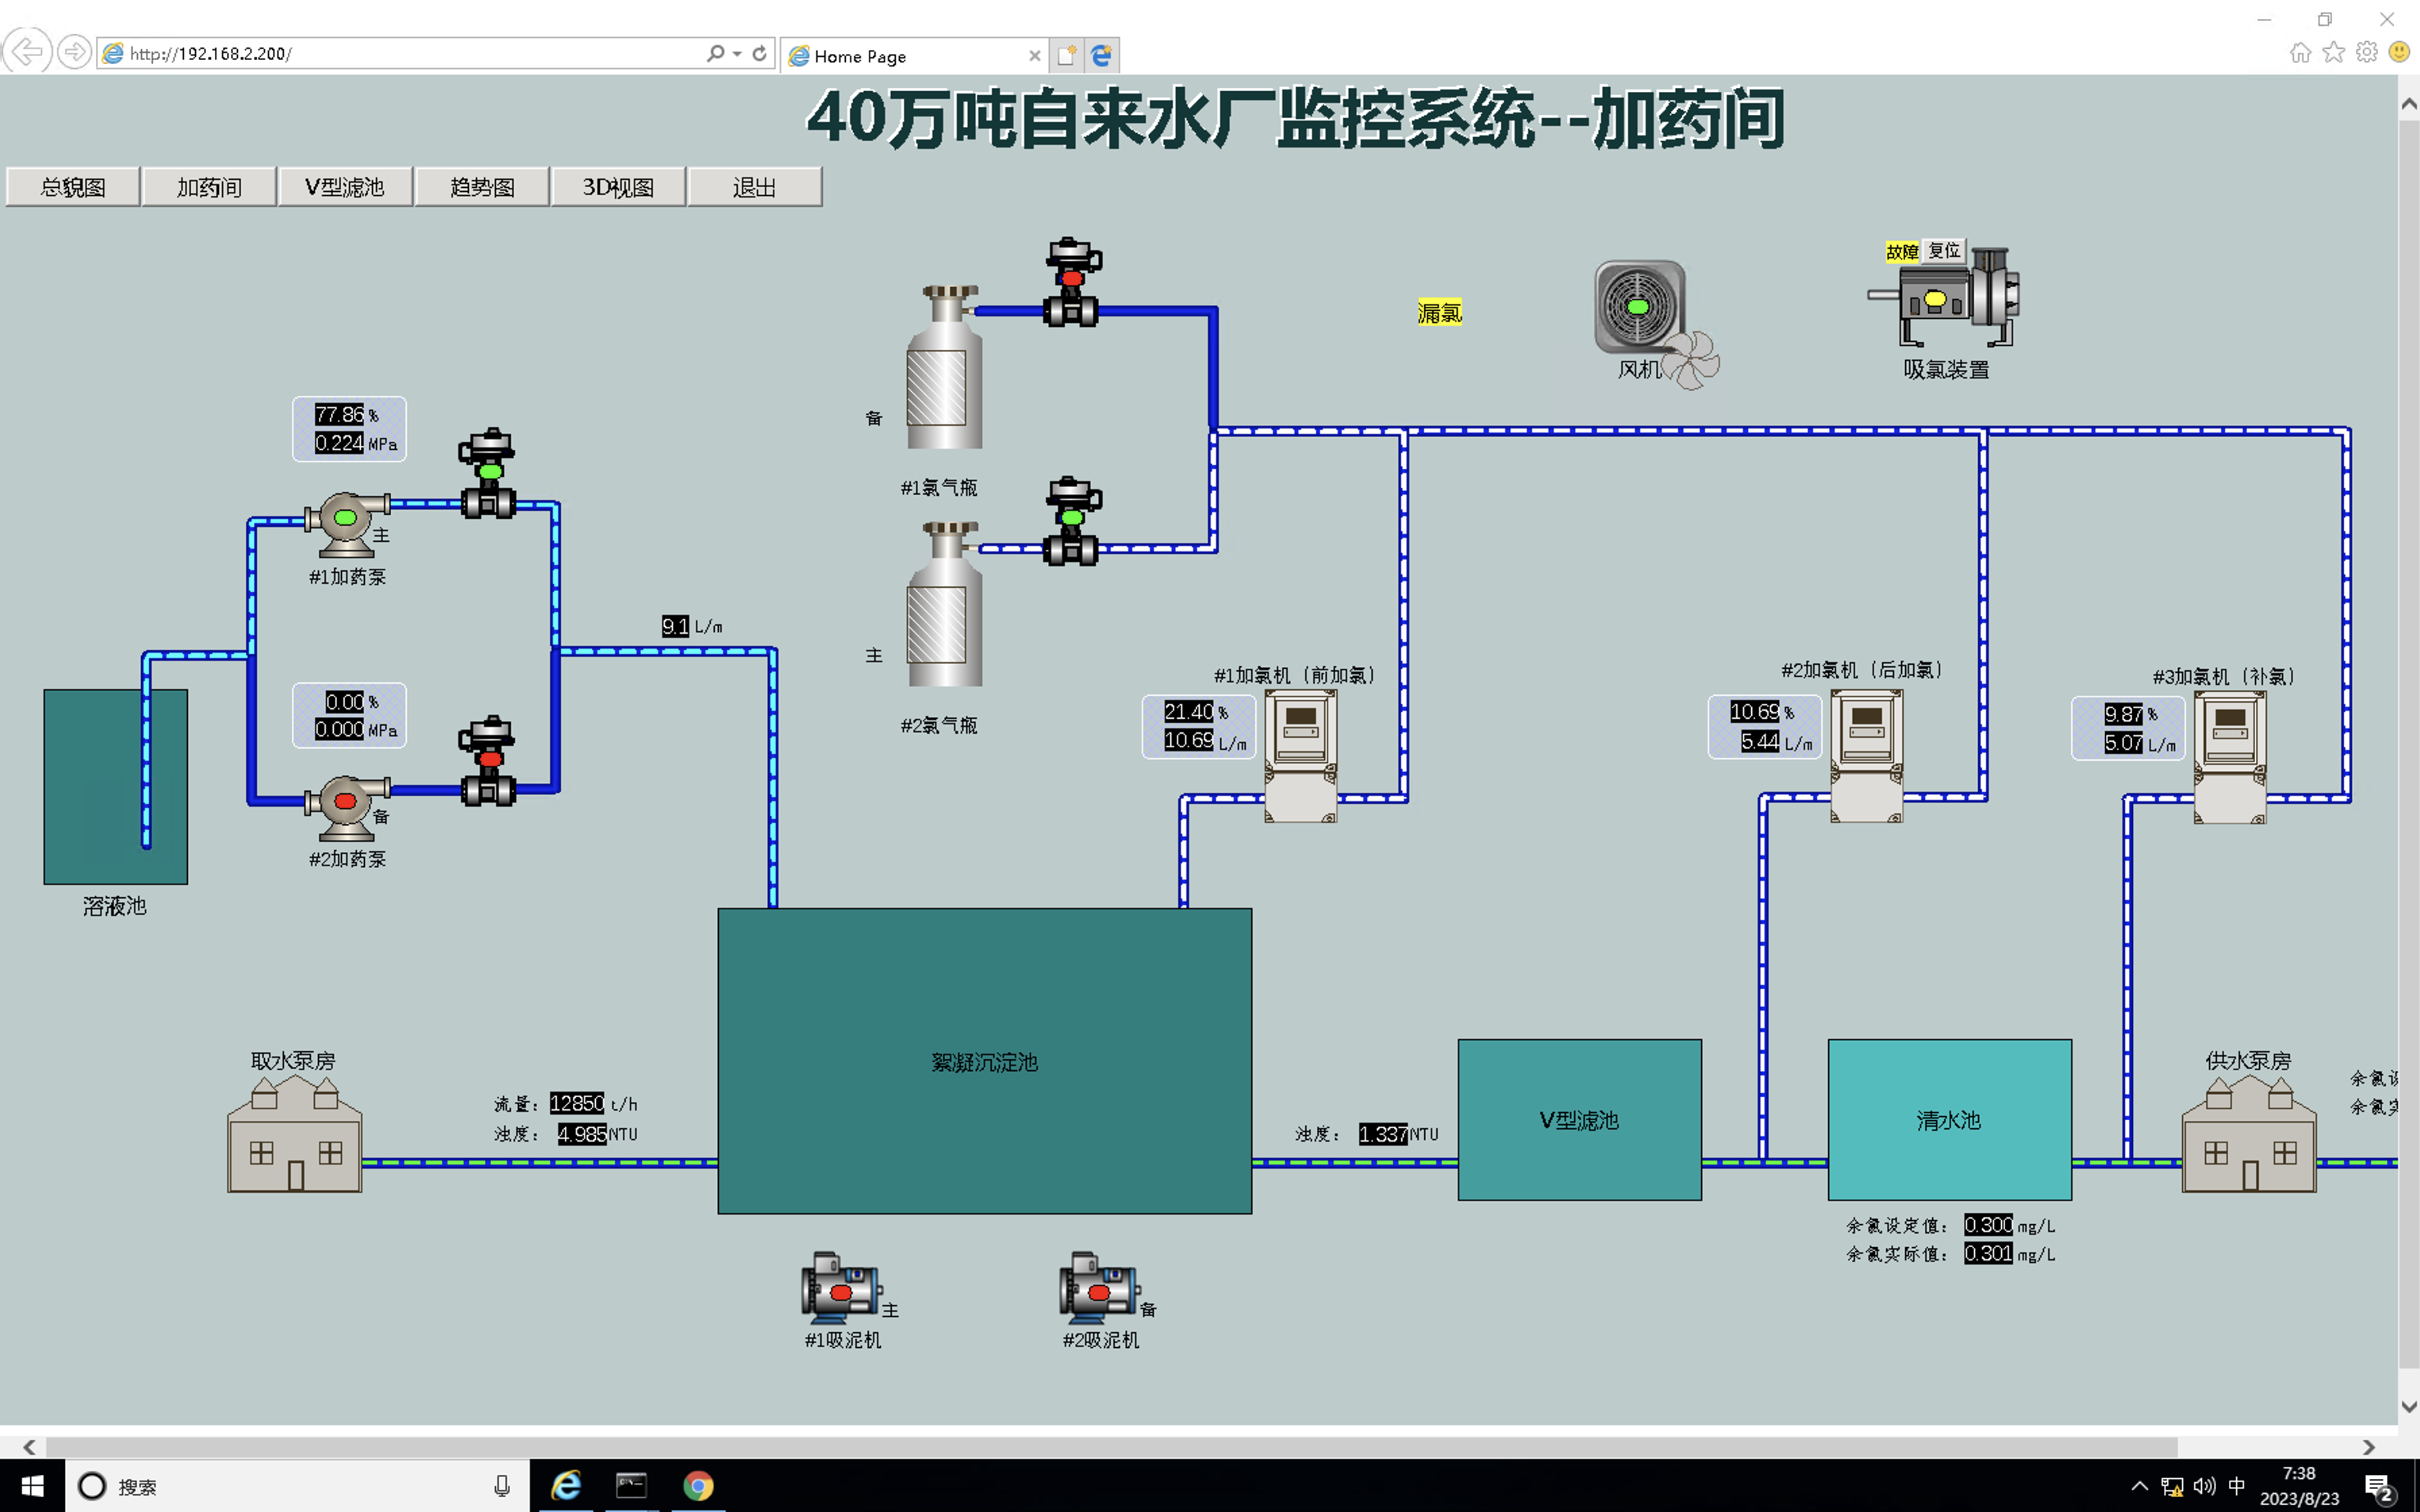 http://192.168.2.200/
Home Page
40万吨自来水厂监控系统--加药间
总貌图
加药间
V型滤池
趋势图
3D视图
退出
故障 复位
漏氯
风机
吸氯装置
备
#1氯气瓶
主
#2氯气瓶
77.86 %
0.224 MPa
主
#1加药泵
9.1 L/m
0.00 %
0.000 MPa
备
#2加药泵
溶液池
#1加氯机（前加氯）
21.40 %
10.69 L/m
#2加氯机（后加氯）
10.69 %
5.44 L/m
#3加氯机（补氯）
9.87 %
5.07 L/m
取水泵房
流量：12850 t/h
浊度：4.985 NTU
絮凝沉淀池
浊度：1.337 NTU
V型滤池
清水池
供水泵房
余氯
余氯
余氯设定值：0.300 mg/L
余氯实际值：0.301 mg/L
主
#1吸泥机
备
#2吸泥机
搜索
中
7:38
2023/8/23
2